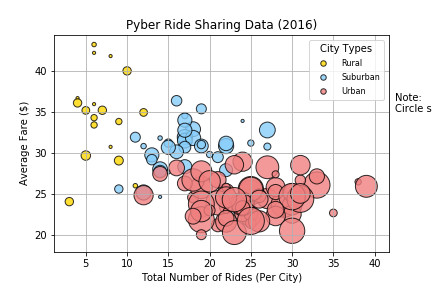 Pyber Ride Sharing Data (2016)
City Types
Rural
Suburban
Urban
Note:
Circle s
40
35
30
25
20
Average Fare ($)
5
10
15
20
25
30
35
40
Total Number of Rides (Per City)